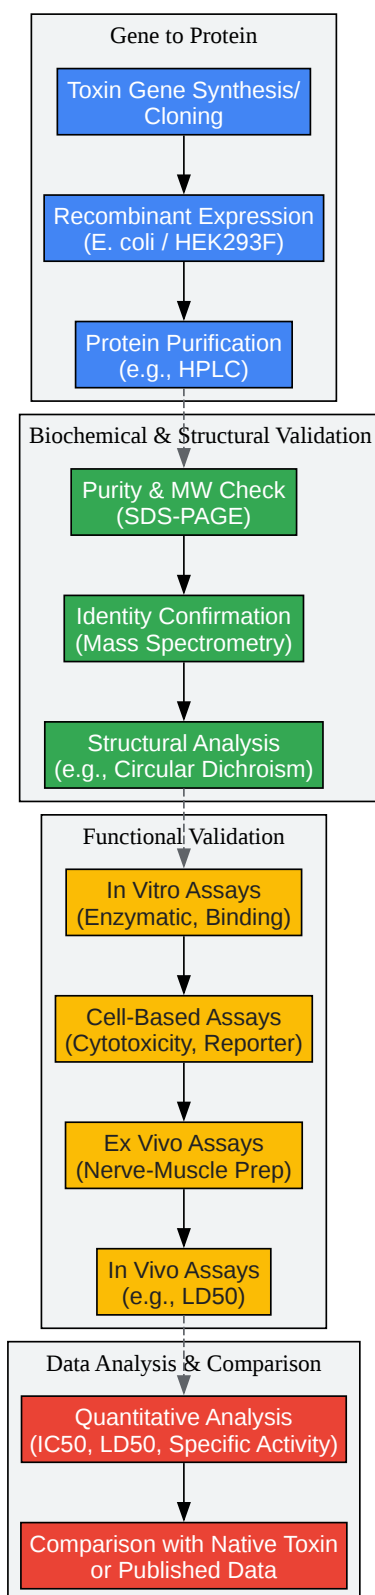 Gene to Protein
Toxin Gene Synthesis/
Cloning
Recombinant Expression
(E. coli / HEK293F)
Protein Purification
(e.g., HPLC)
Biochemical & Structural Validation
Purity & MW Check
(SDS-PAGE)
Identity Confirmation
(Mass Spectrometry)
Structural Analysis
(e.g., Circular Dichroism)
Functional Validation
In Vitro Assays
(Enzymatic, Binding)
Cell-Based Assays
(Cytotoxicity, Reporter)
Ex Vivo Assays
(Nerve-Muscle Prep)
In Vivo Assays
(e.g., LD50)
Data Analysis & Comparison
Quantitative Analysis
(IC50, LD50, Specific Activity)
Comparison with Native Toxin
or Published Data